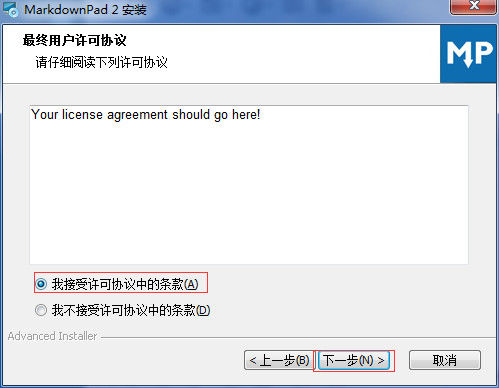 MarkdownPad 2 安装
最终用户许可协议
请仔细阅读下列许可协议
MP
Your license agreement should go here!
我接受许可协议中的条款(A)
我不接受许可协议中的条款(D)
Advanced Installer
< 上一步(B)
下一步(N) >
取消